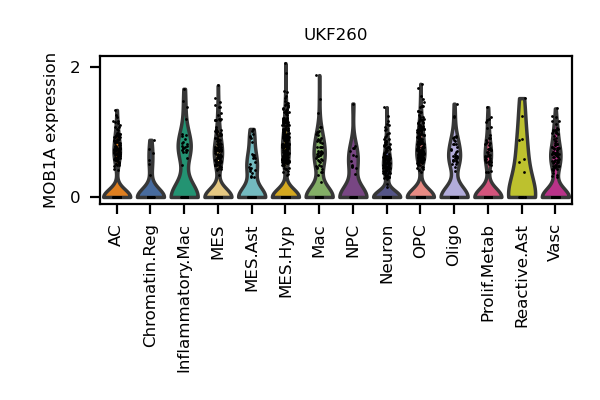 UKF260
MOB1A expression
2
0
AC
Chromatin.Reg
Inflammatory.Mac
MES
MES.Ast
MES.Hyp
Mac
NPC
Neuron
OPC
Oligo
Prolif.Metab
Reactive.Ast
Vasc